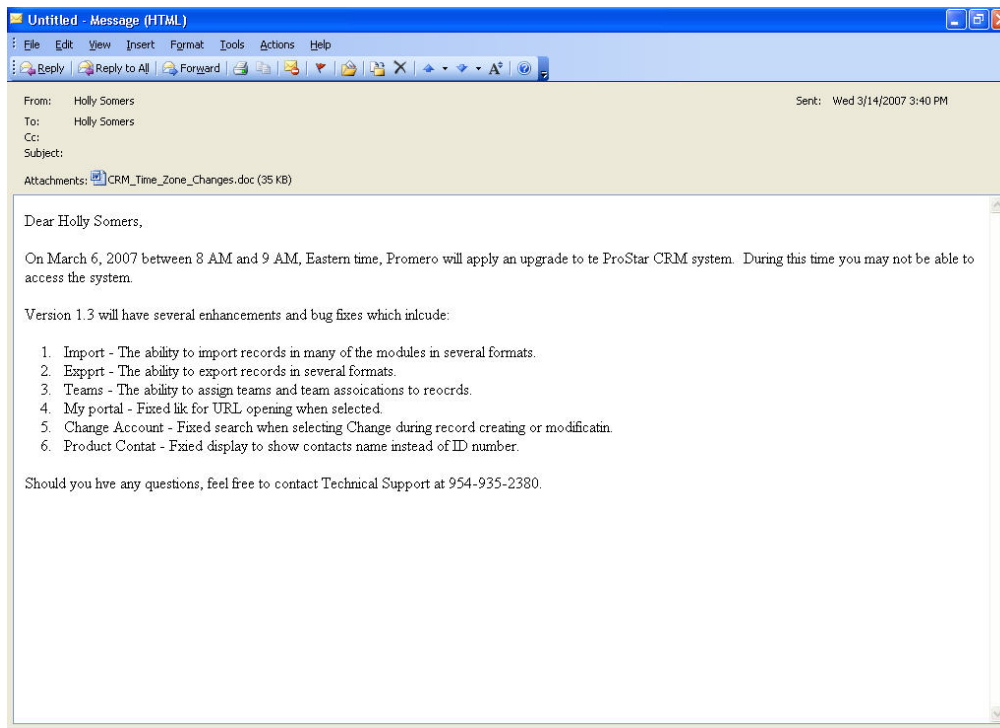 Untitled - Message (HTML)
File Edit View Insert Format Tools Actions Help
Reply Reply to All Forward
From: Holly Somers Sent: Wed 3/14/2007 3:40 PM
To: Holly Somers
Cc:
Subject:
Attachments: CRM_Time_Zone_Changes.doc (35 KB)
Dear Holly Somers,
On March 6, 2007 between 8 AM and 9 AM, Eastern time, Promero will apply an upgrade to te ProStar CRM system. During this time you may not be able to
access the system.
Version 1.3 will have several enhancements and bug fixes which inlcude:
1. Import - The ability to import records in many of the modules in several formats.
2. Expprt - The ability to export records in several formats.
3. Teams - The ability to assign teams and team assoications to reocrds.
4. My portal - Fixed lik for URL opening when selected.
5. Change Account - Fixed search when selecting Change during record creating or modificatin.
6. Product Contat - Fxied display to show contacts name instead of ID number.
Should you hve any questions, feel free to contact Technical Support at 954-935-2380.